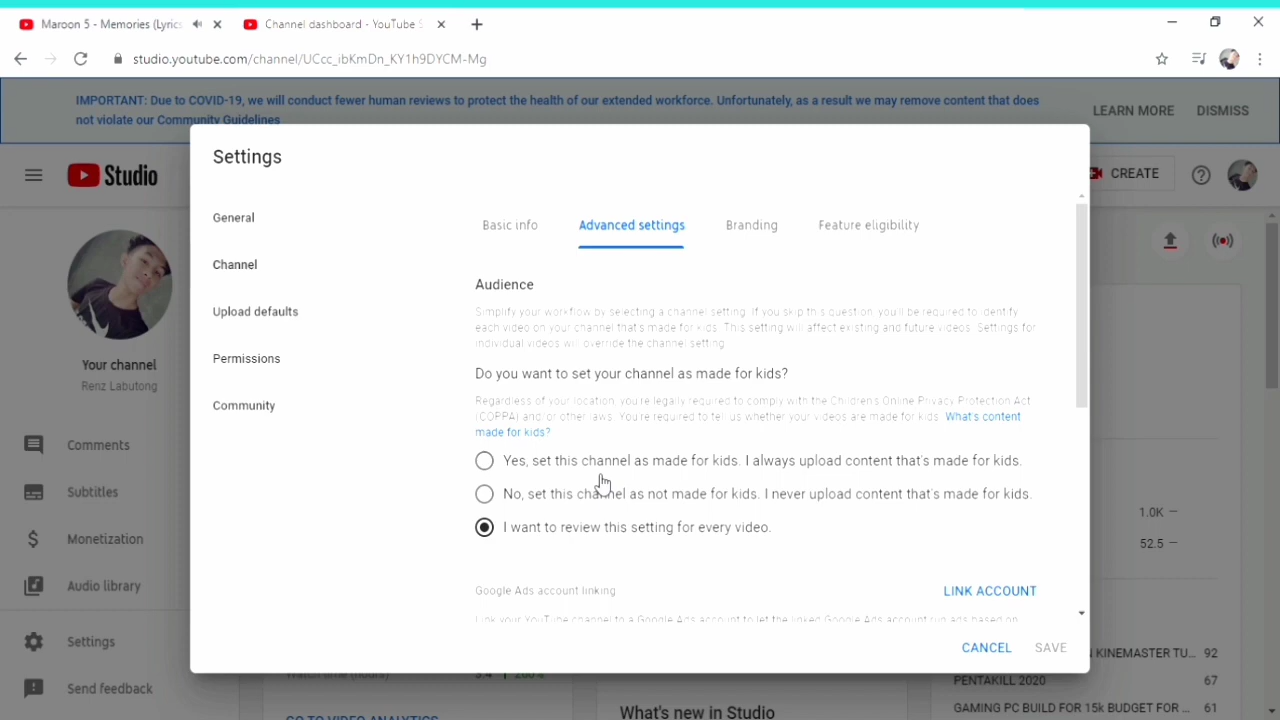 Maroon 5 - Memories (Lyrics
Channel dashboard - YouTube S
studio.youtube.com/channel/UCcc_ibKmDn_KY1h9DYCM-Mg
IMPORTANT: Due to COVID-19, we will conduct fewer human reviews to protect the health of our extended workforce. Unfortunately, as a result we may remove content that does
not violate our Community Guidelines
LEARN MORE
DISMISS
Studio
CREATE
Settings
General
Channel
Upload defaults
Permissions
Community
Basic info
Advanced settings
Branding
Feature eligibility
Audience
Simplify your workflow by selecting a channel setting. If you skip this question, you'll be required to identify
each video on your channel that's made for kids. This setting will affect existing and future videos. Settings for
individual videos will override the channel setting.
Do you want to set your channel as made for kids?
Regardless of your location, you're legally required to comply with the Children's Online Privacy Protection Act
(COPPA) and/or other laws. You're required to tell us whether your videos are made for kids. What's content
made for kids?
Yes, set this channel as made for kids. I always upload content that's made for kids.
No, set this channel as not made for kids. I never upload content that's made for kids.
I want to review this setting for every video.
Google Ads account linking
LINK ACCOUNT
Link your YouTube channel to a Google Ads account to let the linked Google Ads account run ads based on
CANCEL
SAVE
Your channel
Renz Labutong
Comments
Subtitles
Monetization
Audio library
Settings
Send feedback
Watch time (hours)
3.4
200%
GO TO VIDEO ANALYTICS
What's new in Studio
1.0K —
52.5 —
N KINEMASTER TU... 92
PENTAKILL 2020 67
GAMING PC BUILD FOR 15k BUDGET FOR ... 61